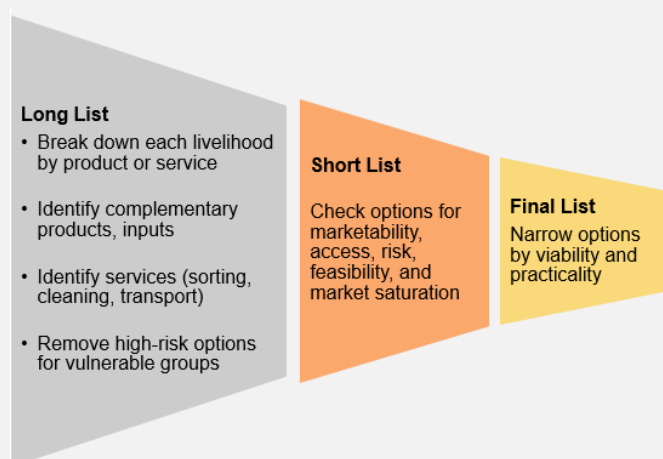 Long List
• Break down each livelihood
by product or service
• Identify complementary
products, inputs
• Identify services (sorting,
cleaning, transport)
• Remove high-risk options
for vulnerable groups
Short List
Check options for
marketability,
access, risk,
feasibility, and
market saturation
Final List
Narrow options
by viability and
practicality